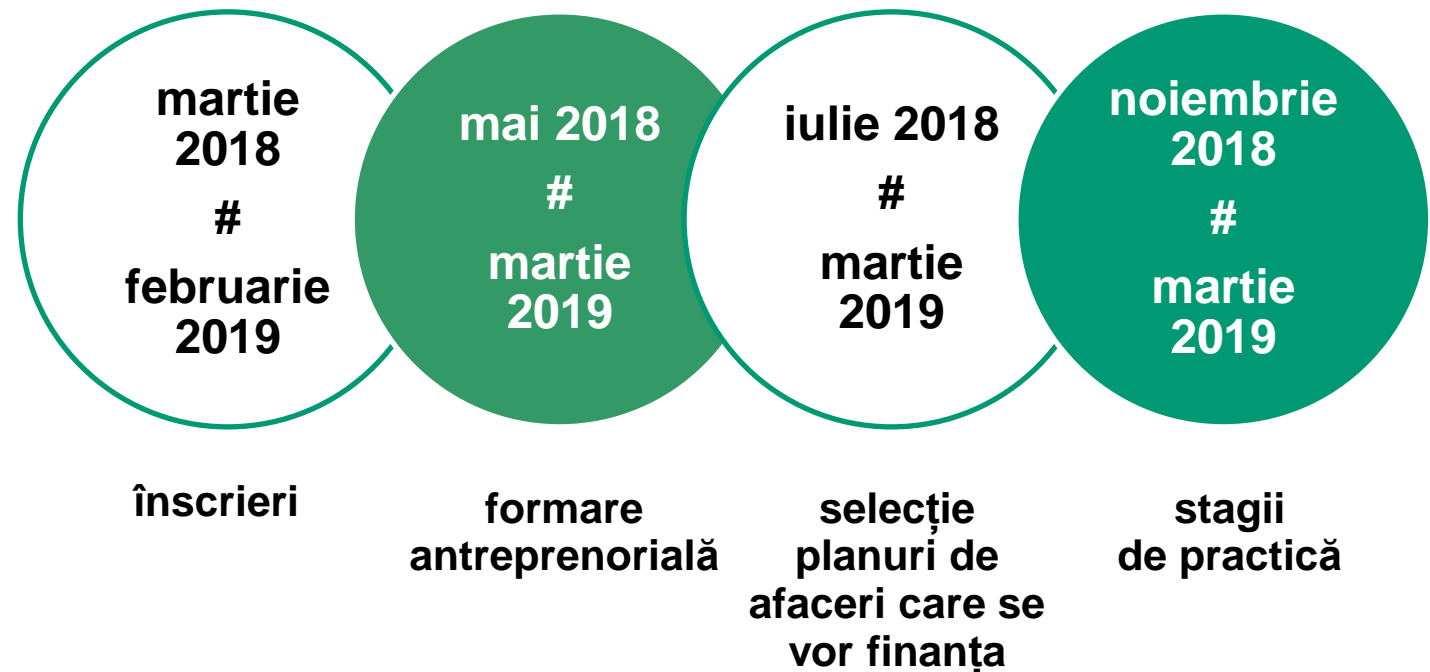 martie
2018
#
februarie
2019
mai 2018
#
martie
2019
iulie 2018
#
martie
2019
noiembrie
2018
#
martie
2019
înscrieri
formare
antreprenorială
selecție
planuri de
afaceri care se
vor finanța
stagii
de practică